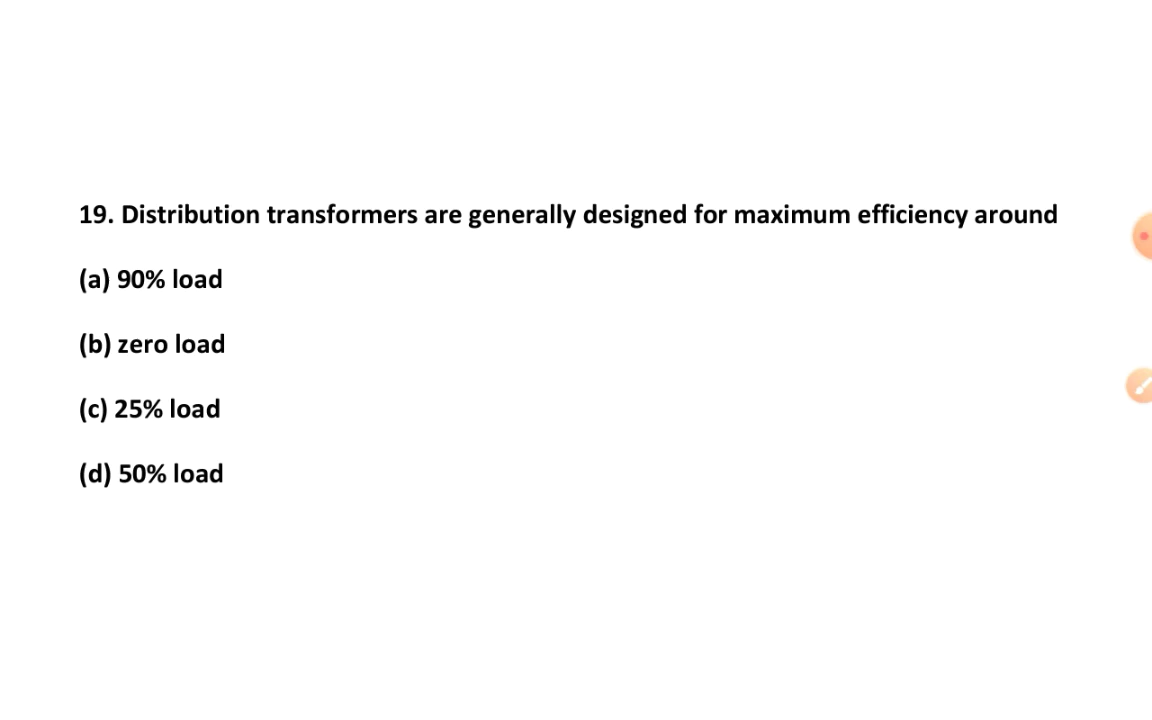 19. Distribution transformers are generally designed for maximum efficiency around
(a) 90% load
(b) zero load
(c) 25% load
(d) 50% load